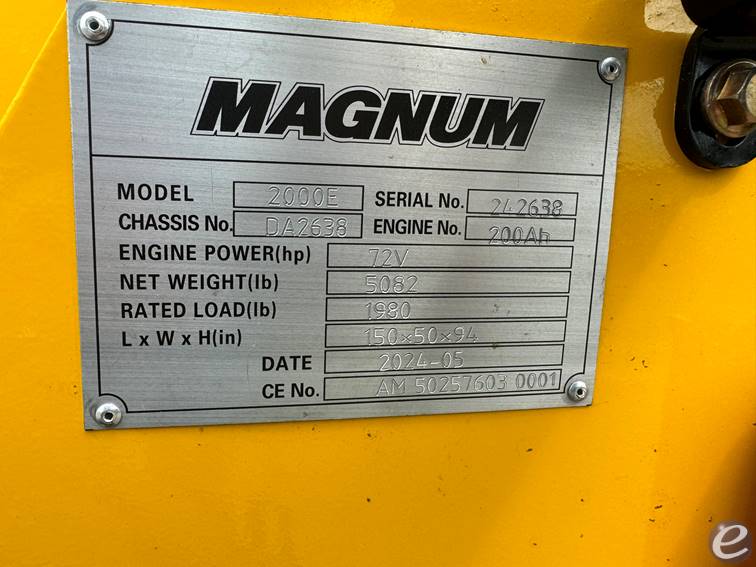 MAGNUM
MODEL 2000E SERIAL No. 242638
CHASSIS No. DA2638 ENGINE No. 200Ah
ENGINE POWER(hp) 72V
NET WEIGHT(lb) 5082
RATED LOAD(lb) 1980
L x W x H(in) 150×50×94
DATE 2024-05
CE No. AM 50257603 0001
e